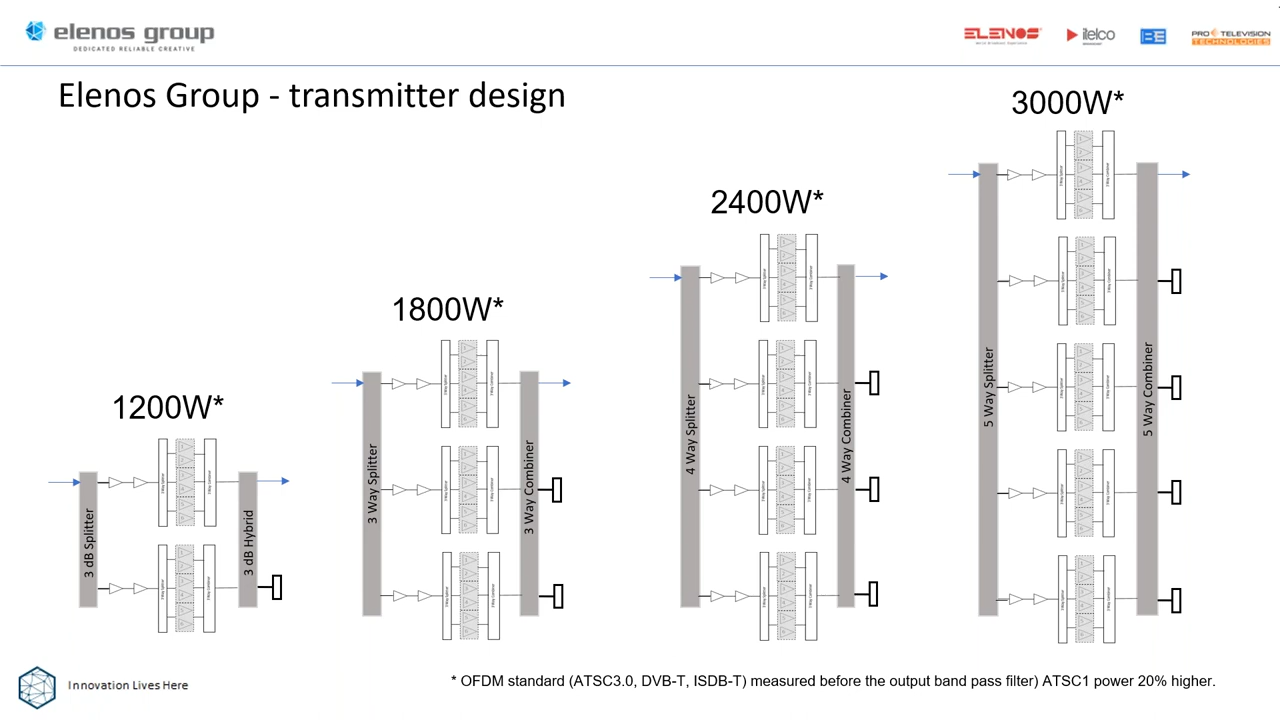 elenos group
DEDICATED RELIABLE CREATIVE
ELENOS
itelco
BE
PRO TELEVISION
TECHNOLOGIES
Elenos Group - transmitter design
1200W*
3 dB Splitter
3 dB Hybrid
1800W*
3 Way Splitter
3 Way Combiner
2400W*
4 Way Splitter
4 Way Combiner
3000W*
5 Way Splitter
5 Way Combiner
Innovation Lives Here
* OFDM standard (ATSC3.0, DVB-T, ISDB-T) measured before the output band pass filter) ATSC1 power 20% higher.